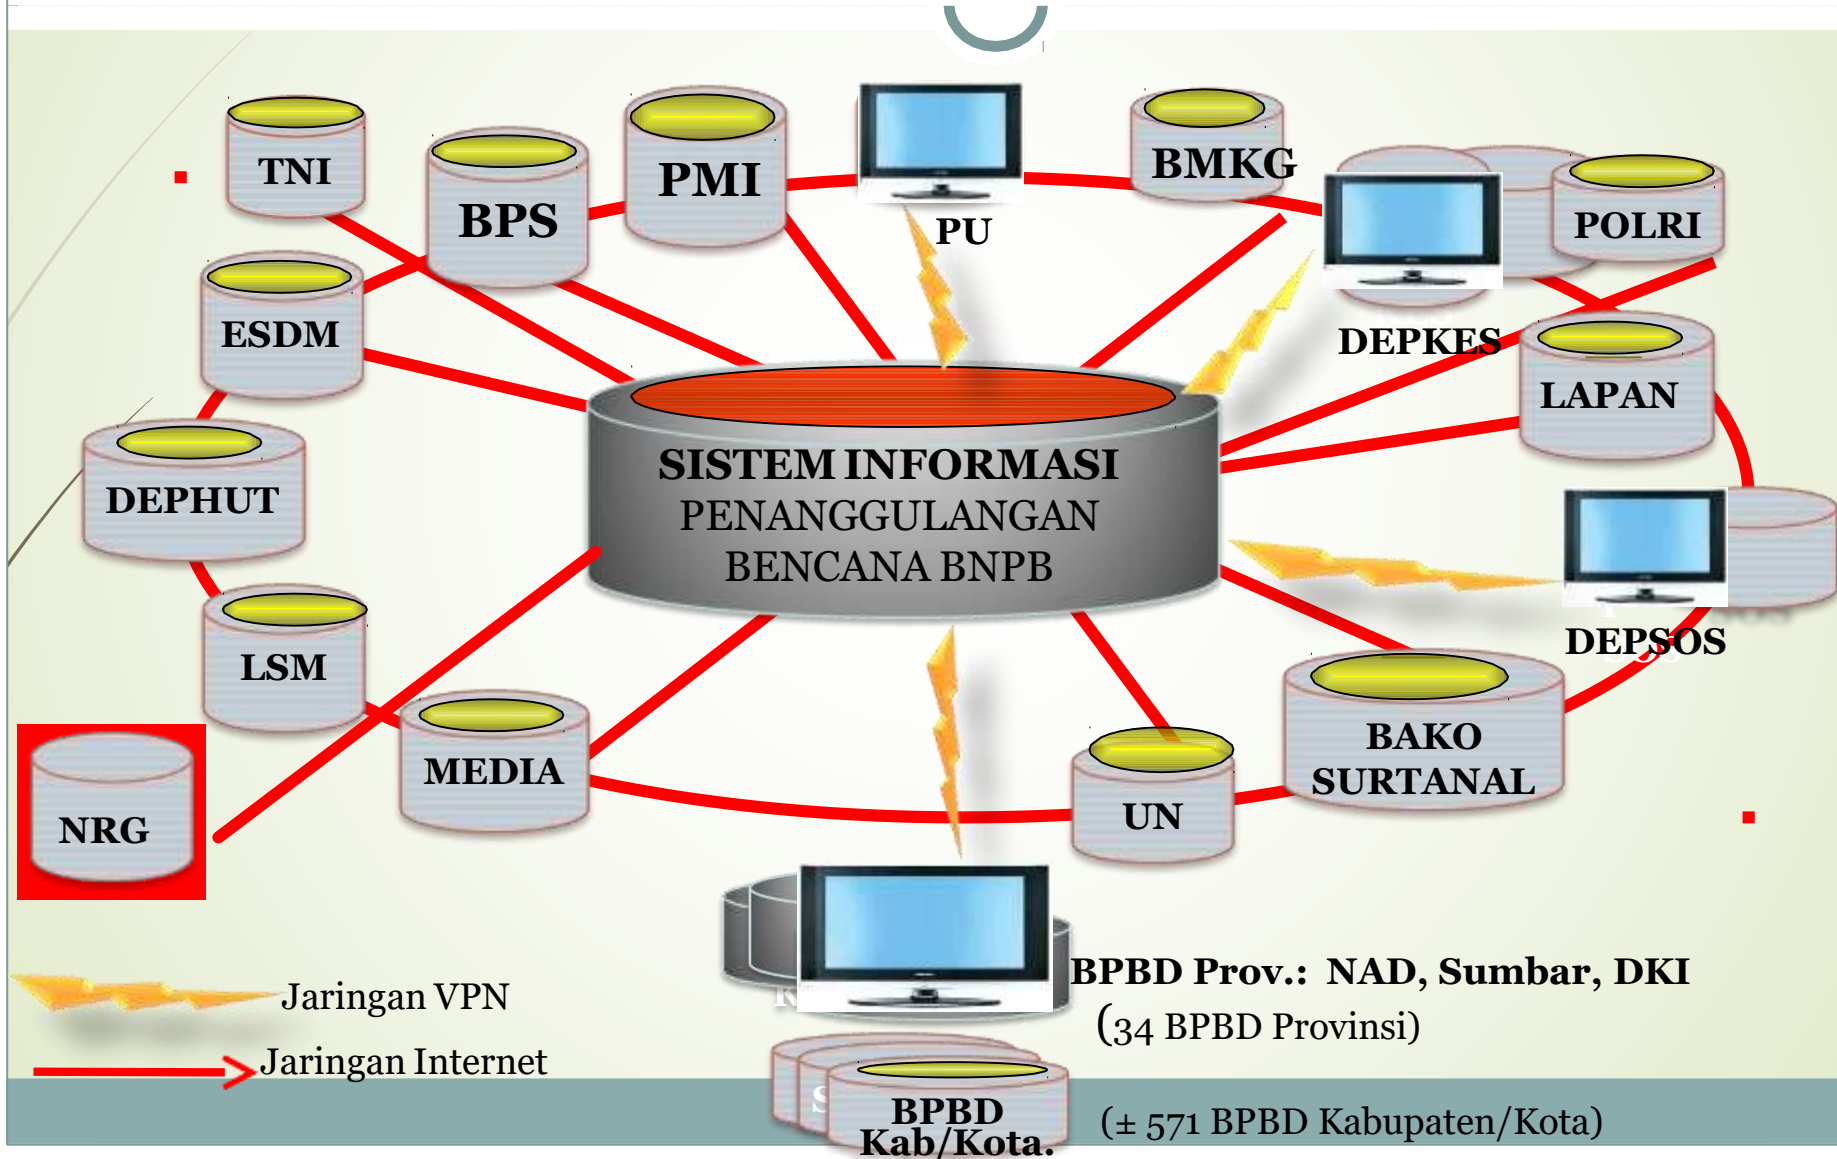 TNI
BPS
PMI
PU
BMKG
POLRI
ESDM
DEPKES
LAPAN
DEPHUT
SISTEM INFORMASI
PENANGGULANGAN
BENCANA BNPB
DEPSOS
LSM
MEDIA
BAKO
SURTANAL
UN
NRG
BPBD Prov.: NAD, Sumbar, DKI
(34 BPBD Provinsi)
Jaringan VPN
Jaringan Internet
BPBD
Kab/Kota.
(± 571 BPBD Kabupaten/Kota)